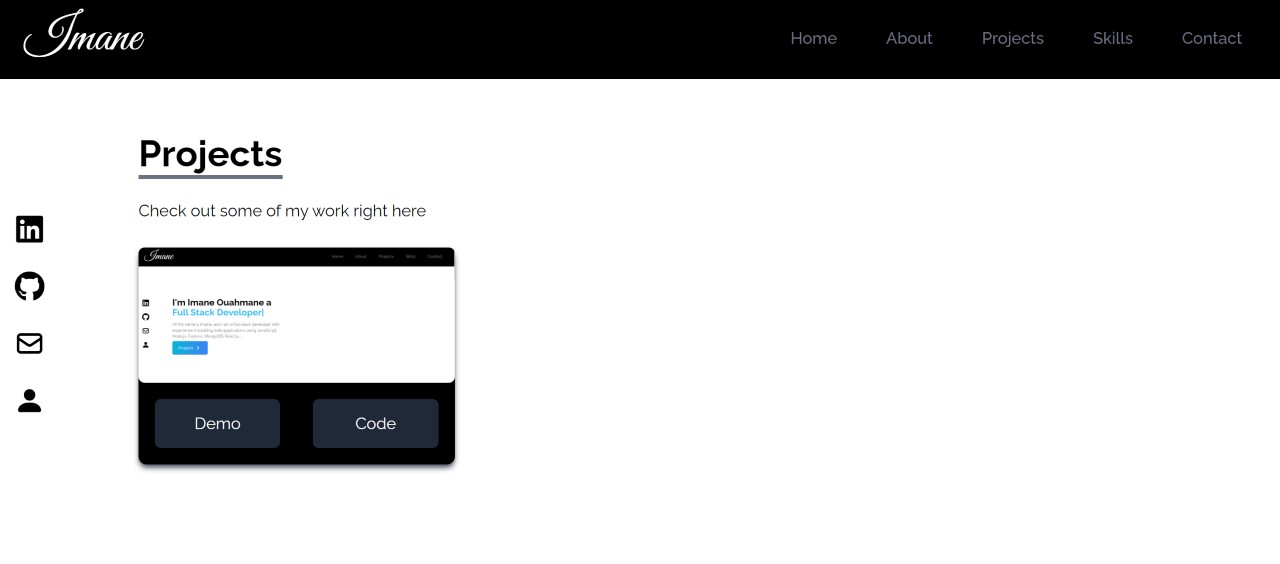 Imane
Home About Projects Skills Contact
Projects
Check out some of my work right here
Imane
Home About Projects Skills Contact
I'm Imane Ouahmane a
Full Stack Developer|
Projects
Demo
Code